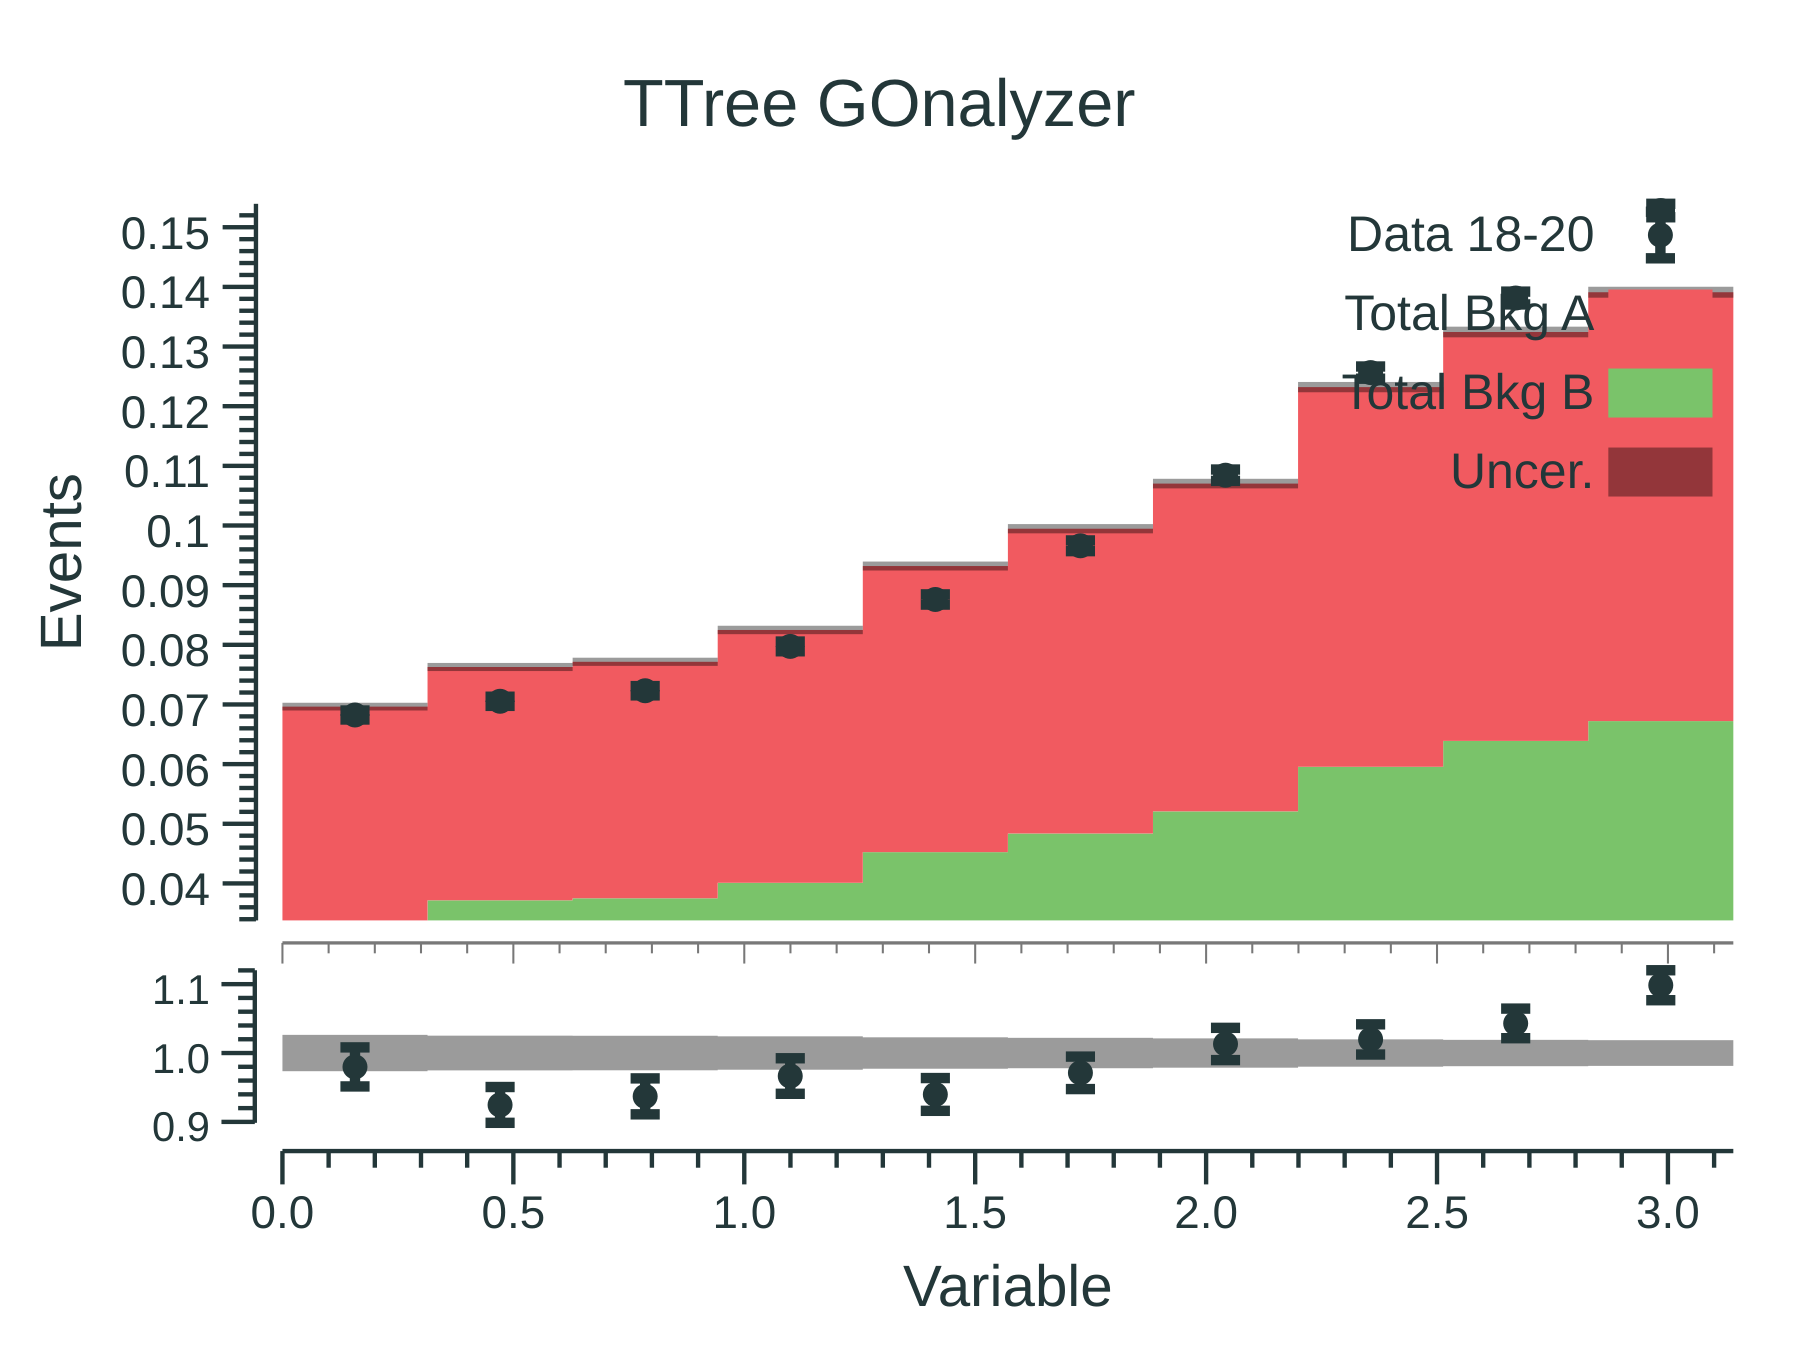 TTree GOnalyzer
Data 18-20
Total Bkg A
Total Bkg B
Uncer.
Events
0.15
0.14
0.13
0.12
0.11
0.1
0.09
0.08
0.07
0.06
0.05
0.04
1.1
1.0
0.9
0.0 0.5 1.0 1.5 2.0 2.5 3.0
Variable